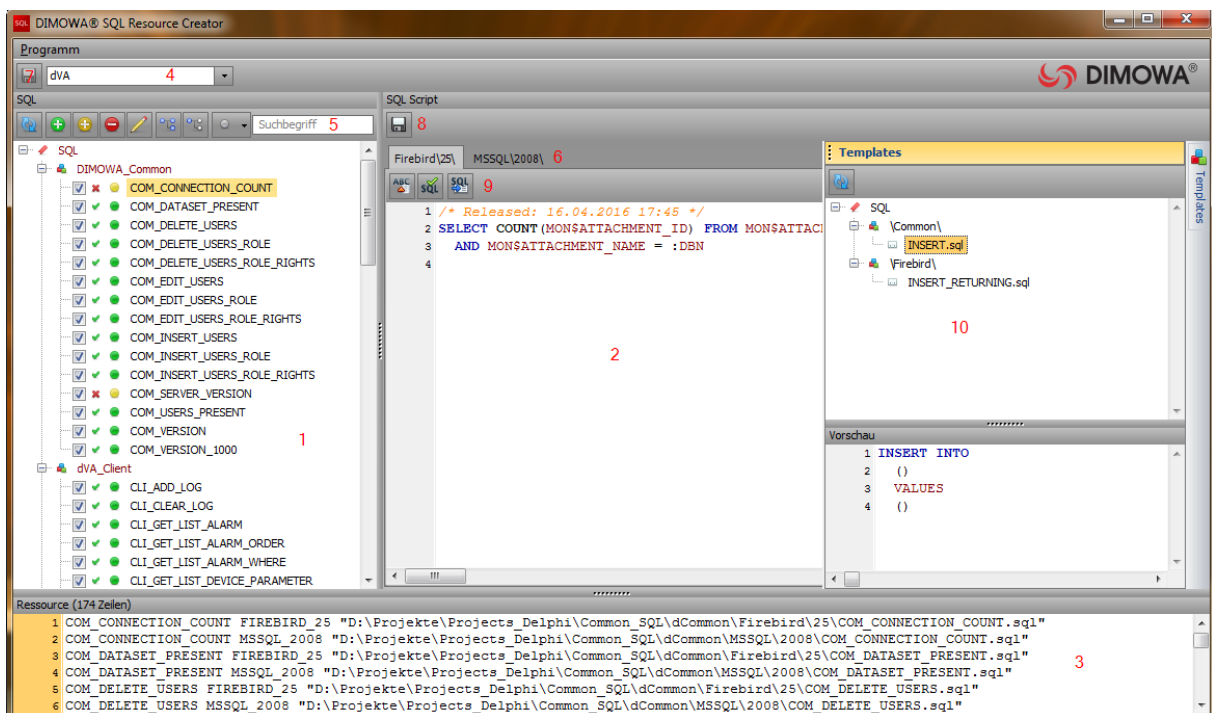 SQL DIMOWA® SQL Resource Creator
Programm
7 dVA 4
DIMOWA®
SQL
Suchbegriff 5
SQL
DIMOWA_Common
COM_CONNECTION_COUNT
COM_DATASET_PRESENT
COM_DELETE_USERS
COM_DELETE_USERS_ROLE
COM_DELETE_USERS_ROLE_RIGHTS
COM_EDIT_USERS
COM_EDIT_USERS_ROLE
COM_EDIT_USERS_ROLE_RIGHTS
COM_INSERT_USERS
COM_INSERT_USERS_ROLE
COM_INSERT_USERS_ROLE_RIGHTS
COM_SERVER_VERSION
COM_USERS_PRESENT
COM_VERSION
1
COM_VERSION_1000
dVA_Client
CLI_ADD_LOG
CLI_CLEAR_LOG
CLI_GET_LIST_ALARM
CLI_GET_LIST_ALARM_ORDER
CLI_GET_LIST_ALARM_WHERE
CLI_GET_LIST_DEVICE_PARAMETER
SQL Script
8
Firebird\25\ MSSQL\2008\ 6
ABC SQL SQL 9
1 /* Released: 16.04.2016 17:45 */
2 SELECT COUNT(MON$ATTACHMENT_ID) FROM MON$ATTACH
3 AND MON$ATTACHMENT_NAME = :DBN
4
2
Templates
Templates
SQL
\Common\
INSERT.sql
\Firebird\
INSERT_RETURNING.sql
10
Vorschau
1 INSERT INTO
2 ()
3 VALUES
4 ()
Ressource (174 Zeilen)
1 COM_CONNECTION_COUNT FIREBIRD_25 "D:\Projekte\Projects_Delphi\Common_SQL\dCommon\Firebird\25\COM_CONNECTION_COUNT.sql"
2 COM_CONNECTION_COUNT MSSQL_2008 "D:\Projekte\Projects_Delphi\Common_SQL\dCommon\MSSQL\2008\COM_CONNECTION_COUNT.sql"
3 COM_DATASET_PRESENT FIREBIRD_25 "D:\Projekte\Projects_Delphi\Common_SQL\dCommon\Firebird\25\COM_DATASET_PRESENT.sql"
4 COM_DATASET_PRESENT MSSQL_2008 "D:\Projekte\Projects_Delphi\Common_SQL\dCommon\MSSQL\2008\COM_DATASET_PRESENT.sql"
3
5 COM_DELETE_USERS FIREBIRD_25 "D:\Projekte\Projects_Delphi\Common_SQL\dCommon\Firebird\25\COM_DELETE_USERS.sql"
6 COM_DELETE_USERS MSSQL_2008 "D:\Projekte\Projects_Delphi\Common_SQL\dCommon\MSSQL\2008\COM_DELETE_USERS.sql"